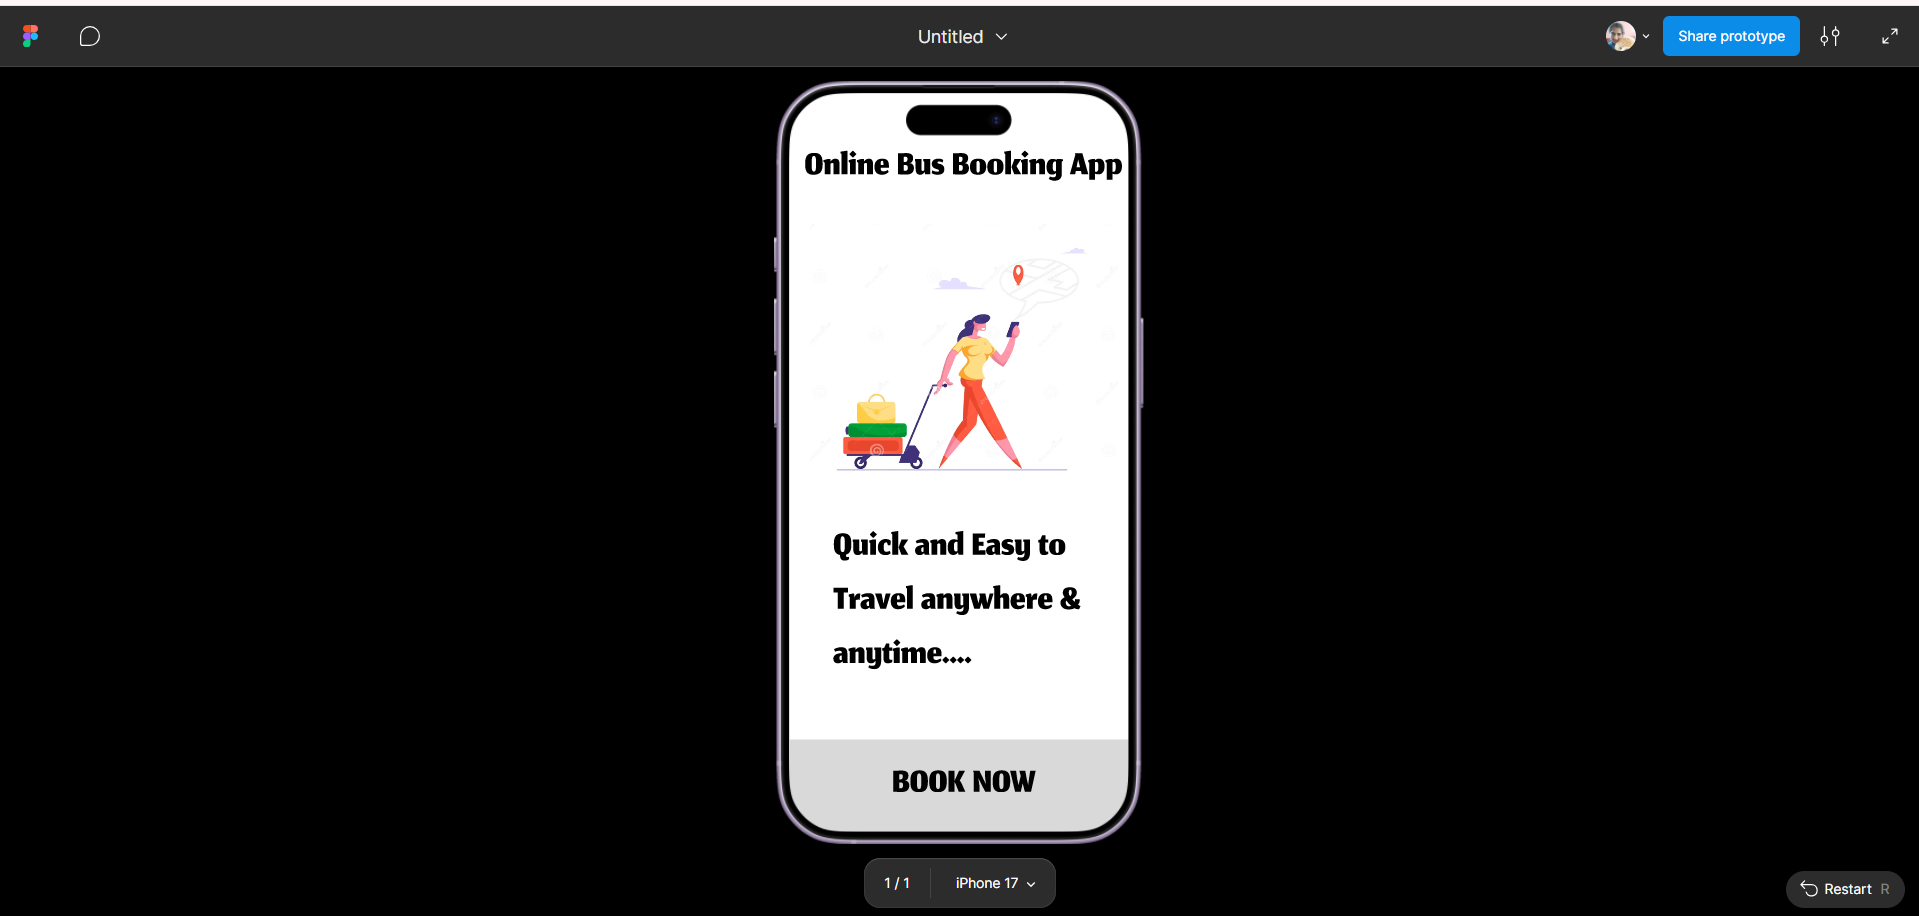 Untitled
Share prototype
Online Bus Booking App
Quick and Easy to
Travel anywhere &
anytime....
BOOK NOW
1 / 1
iPhone 17
Restart R